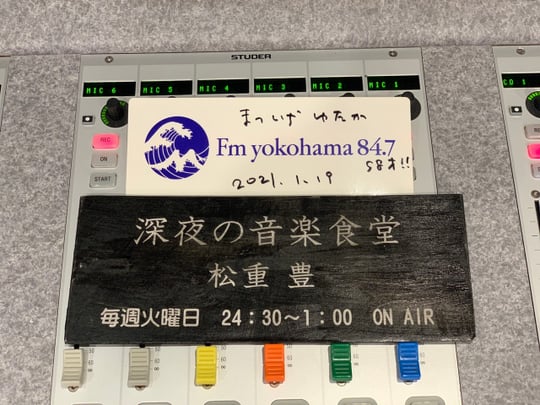 STUDER
MIC 6 MIC 5 MIC 4 MIC 3 MIC 2 MIC 1
CD 1
REC
ON
START
まつしげ ゆたか
Fm yokohama 84.7
58才!!
2021.1.19
深夜の音楽食堂
松重 豊
毎週火曜日 24:30～1:00 ON AIR